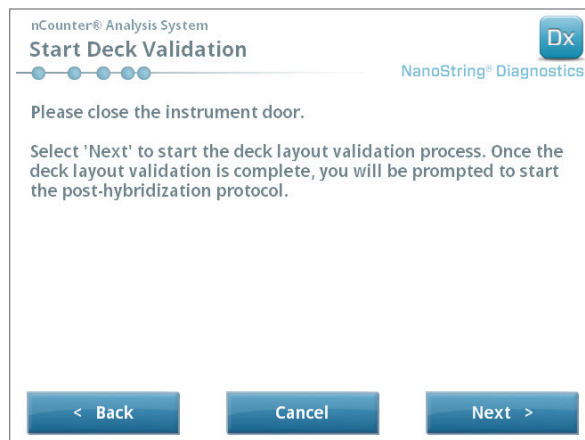 nCounter® Analysis System
Start Deck Validation
Dx
NanoString® Diagnostics
Please close the instrument door.
Select 'Next' to start the deck layout validation process. Once the
deck layout validation is complete, you will be prompted to start
the post-hybridization protocol.
< Back
Cancel
Next >